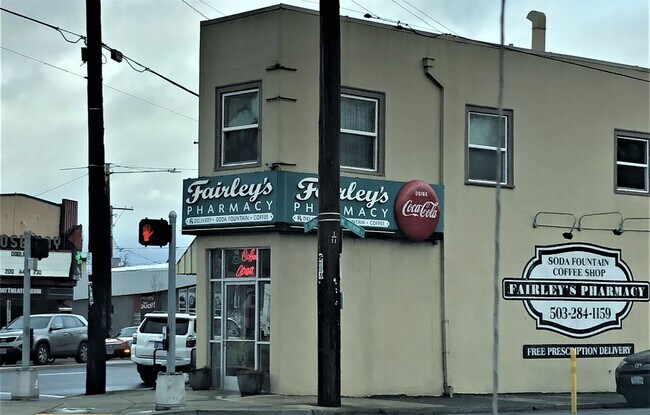 Fairley's
PHARMACY
℞ DELIVERY • SODA FOUNTAIN • COFFEE
Fairley's
PHARMACY
DELIVERY • SODA FOUNTAIN • COFFEE
DRINK
Coca-Cola
OPEN
SODA FOUNTAIN
COFFEE SHOP
FAIRLEY'S PHARMACY
503-284-1159
FREE PRESCRIPTION DELIVERY